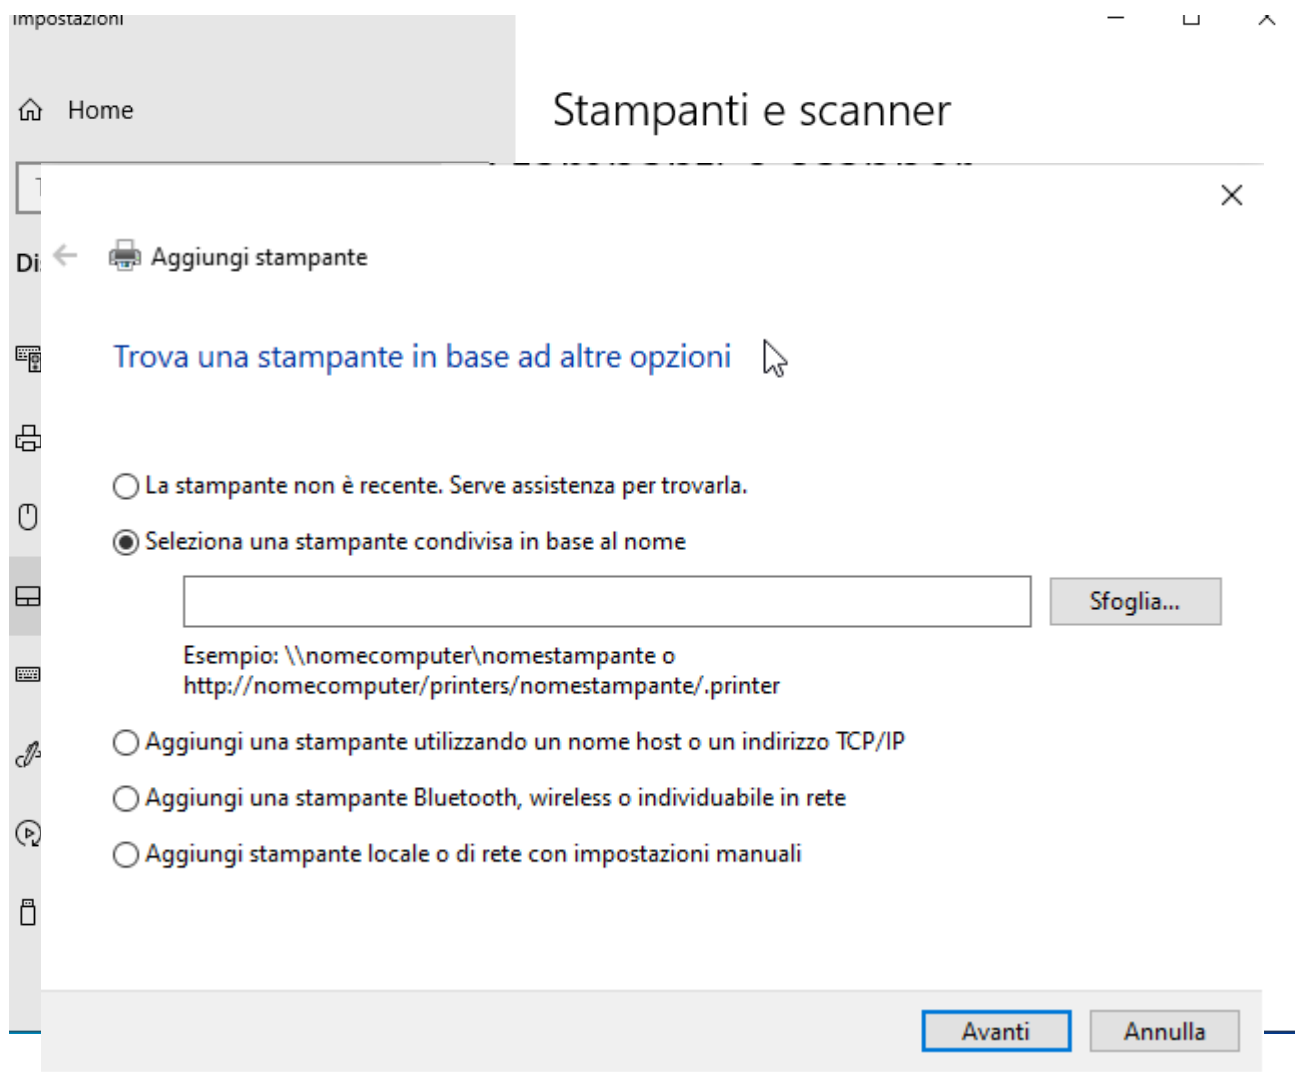 Impostazioni
Home
Stampanti e scanner
Aggiungi stampante
Trova una stampante in base ad altre opzioni
La stampante non è recente. Serve assistenza per trovarla.
Seleziona una stampante condivisa in base al nome
Sfoglia...
Esempio: \\nomecomputer\nomestampante o
http://nomecomputer/printers/nomestampante/.printer
Aggiungi una stampante utilizzando un nome host o un indirizzo TCP/IP
Aggiungi una stampante Bluetooth, wireless o individuabile in rete
Aggiungi stampante locale o di rete con impostazioni manuali
Avanti
Annulla